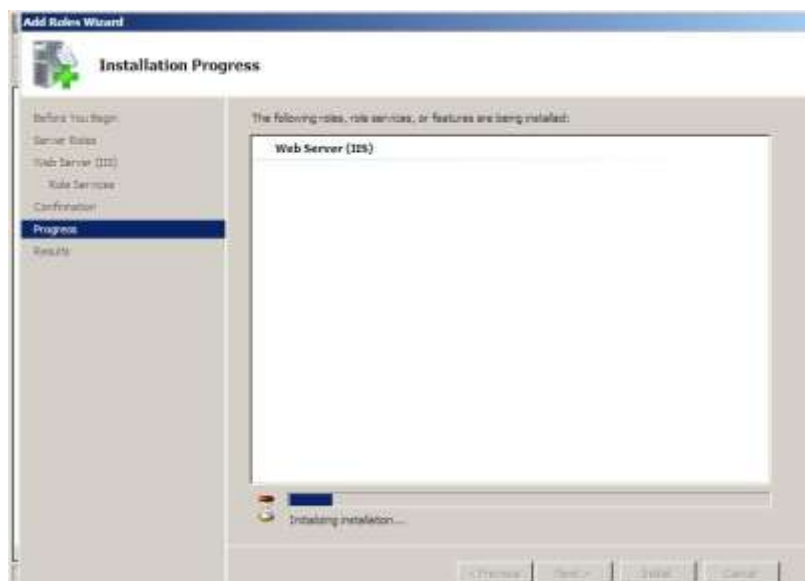 Add Roles Wizard
Installation Progress
Before You Begin
Server Roles
Web Server (IIS)
Role Services
Confirmation
Progress
Results
The following roles, role services, or features are being installed:
Web Server (IIS)
Initializing installation...
< Previous
Next >
Install
Cancel